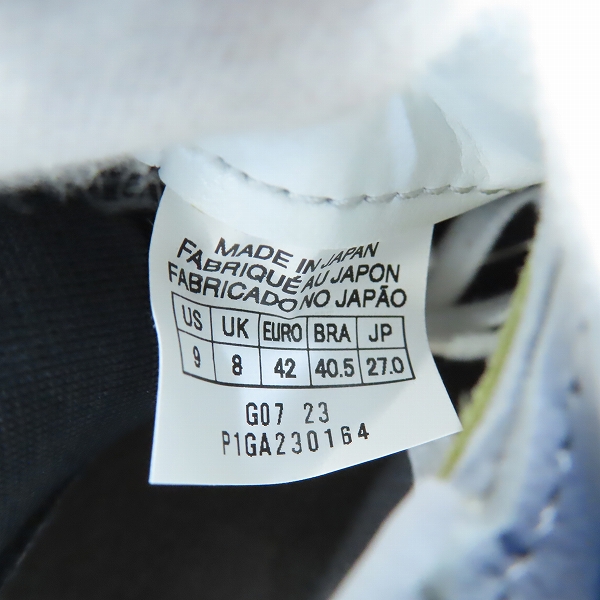 MADE IN JAPAN
FABRIQUÉ AU JAPON
FABRICADO NO JAPÃO
US UK EURO BRA JP
9 8 42 40.5 27.0
G07 23
P1GA230164